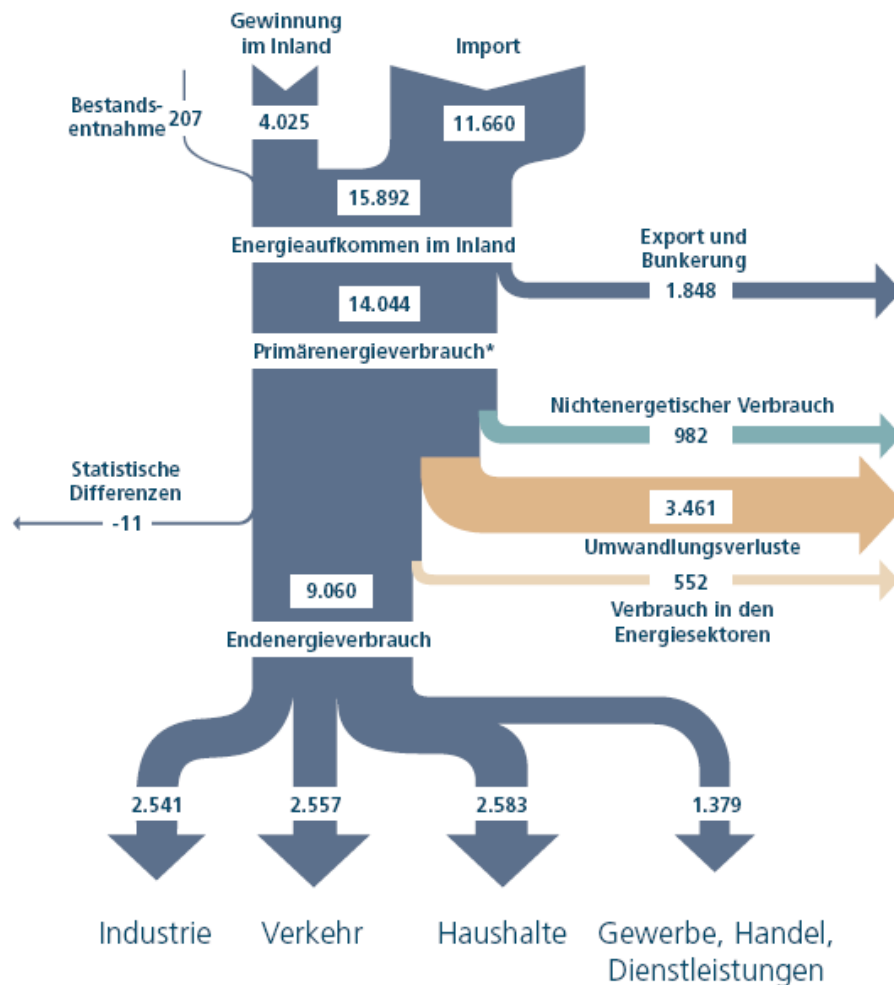 Gewinnung
im Inland
Import
Bestands-
entnahme 207
4.025
11.660
15.892
Energieaufkommen im Inland
Export und
Bunkerung
1.848
14.044
Primärenergieverbrauch*
Nichtenergetischer Verbrauch
982
Statistische
Differenzen
-11
3.461
Umwandlungsverluste
552
Verbrauch in den
Energiesektoren
9.060
Endenergieverbrauch
2.541
2.557
2.583
1.379
Industrie
Verkehr
Haushalte
Gewerbe, Handel,
Dienstleistungen